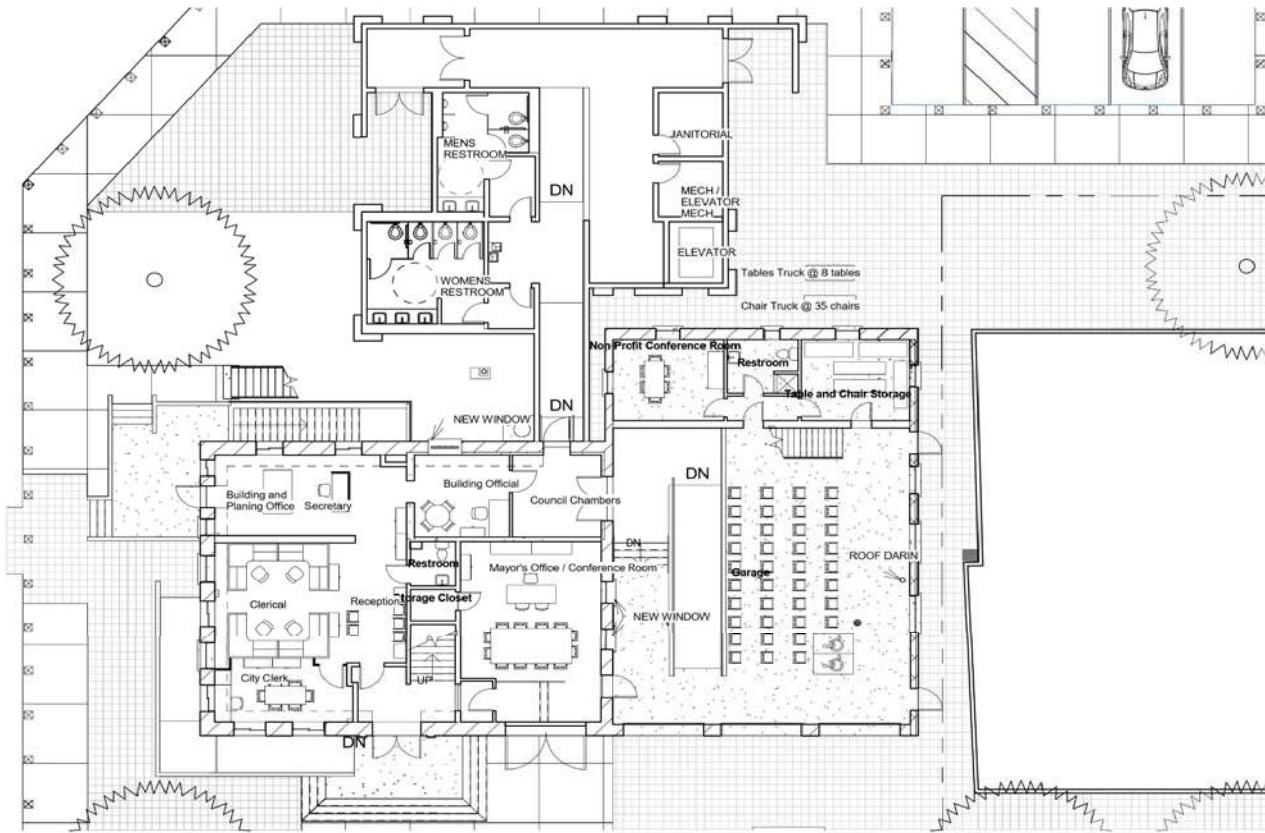 MENS
RESTROOM
DN
JANITORIAL
MECH /
ELEVATOR
MECH
ELEVATOR
WOMENS
RESTROOM
Tables Truck @ 8 tables
Chair Truck @ 35 chairs
Non Profit Conference Room
Restroom
Table and Chair Storage
NEW WINDOW
DN
Building and
Planing Office
Secretary
Building Official
Council Chambers
DN
DN
ROOF DARIN
Restroom
Mayor's Office / Conference Room
Garage
Clerical
Reception
Storage Closet
NEW WINDOW
City Clerk
UP
DN